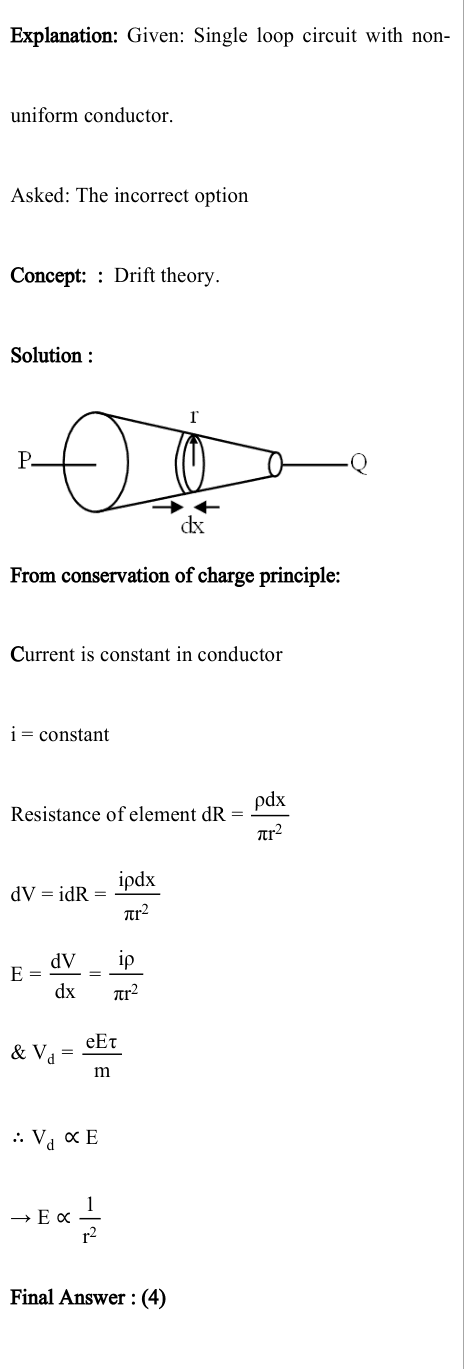 Explanation: Given: Single loop circuit with non-
uniform conductor.
Asked: The incorrect option
Concept: : Drift theory.
Solution :
r
P
Q
dx
From conservation of charge principle:
Current is constant in conductor
i = constant
Resistance of element dR = ρdx/πr²
dV = idR = iρdx/πr²
E = dV/dx = iρ/πr²
& V_d = eEτ/m
∴ V_d ∝ E
→ E ∝ 1/r²
Final Answer : (4)